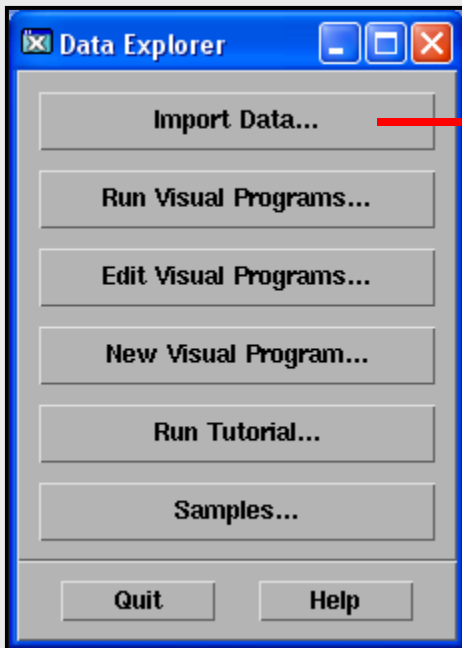 Data Explorer
Import Data...
Run Visual Programs...
Edit Visual Programs...
New Visual Program...
Run Tutorial...
Samples...
Quit Help